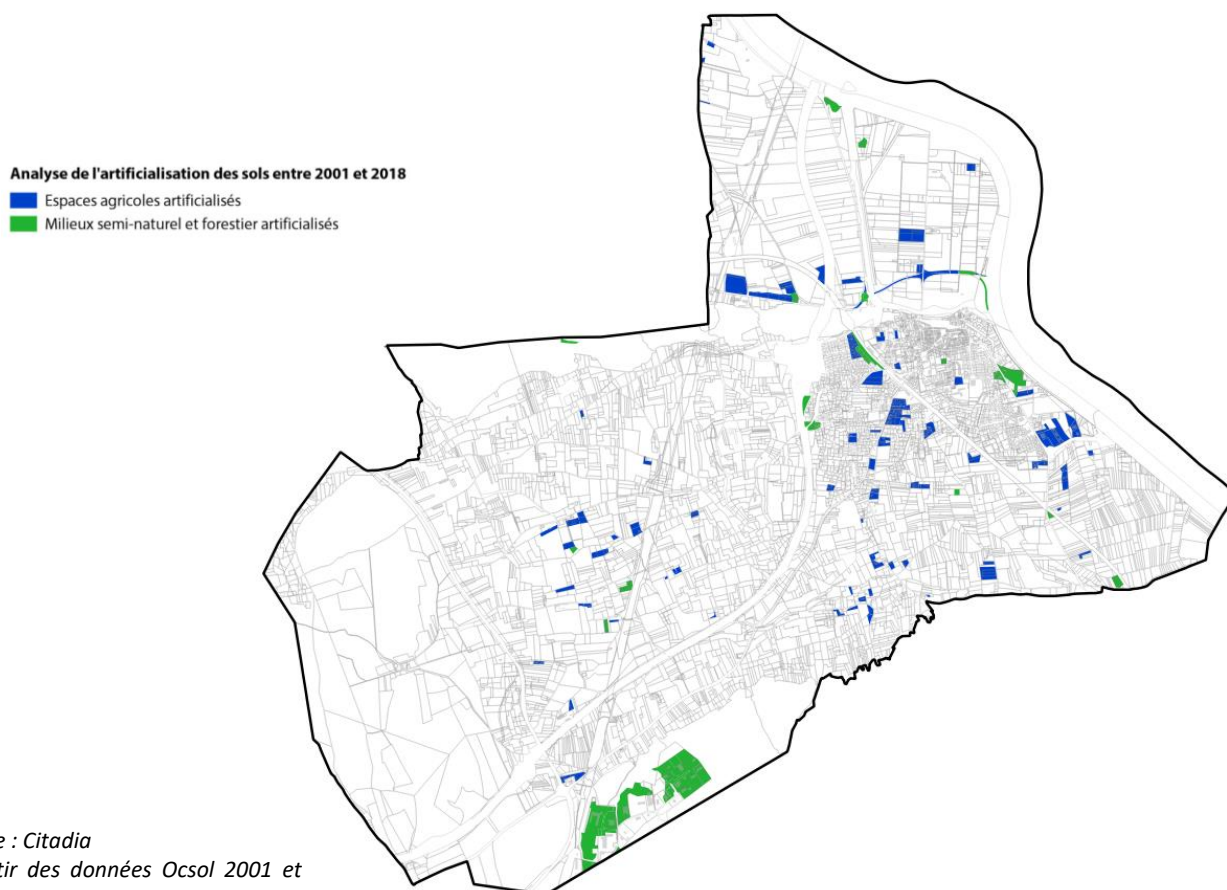 Analyse de l'artificialisation des sols entre 2001 et 2018
Espaces agricoles artificialisés
Milieux semi-naturel et forestier artificialisés
: Citadia
des données Ocsol 2001 et